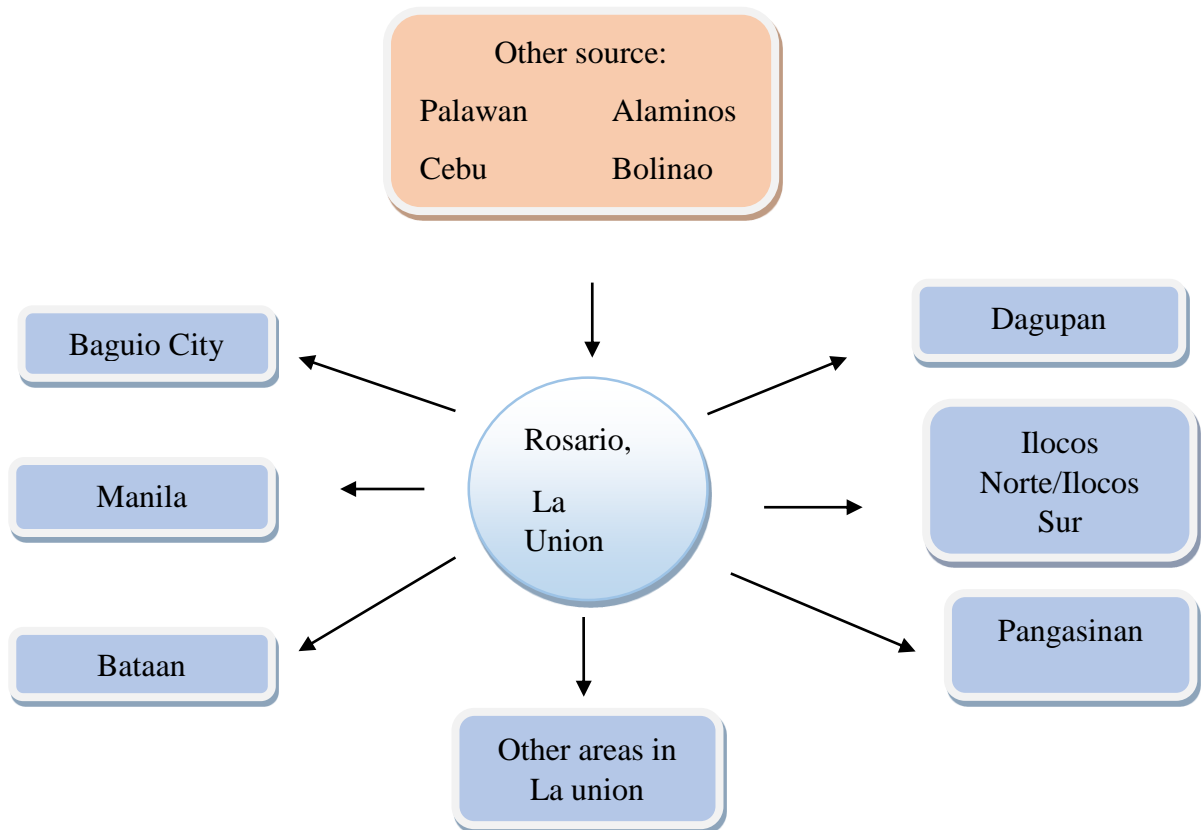 Other source:
Palawan Alaminos
Cebu Bolinao
Baguio City
Dagupan
Rosario,
La
Union
Manila
Ilocos
Norte/Ilocos
Sur
Bataan
Pangasinan
Other areas in
La union